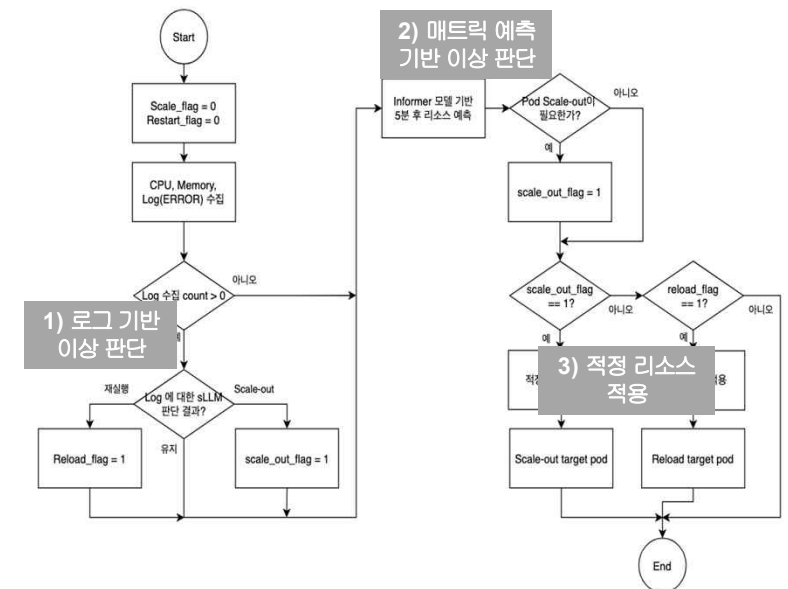 Start
Scale_flag = 0
Restart_flag = 0
CPU, Memory,
Log(ERROR) 수집
Log 수집 count > 0
아니오
1) 로그 기반
이상 판단
Log 에 대한 sLLM
판단 결과?
재실행
Scale-out
유지
Reload_flag = 1
scale_out_flag = 1
2) 매트릭 예측
기반 이상 판단
Informer 모델 기반
5분 후 리소스 예측
Pod Scale-out이
필요한가?
아니오
예
scale_out_flag = 1
scale_out_flag
== 1?
아니오
예
reload_flag
== 1?
아니오
예
3) 적정 리소스
적용
Scale-out target pod
Reload target pod
End